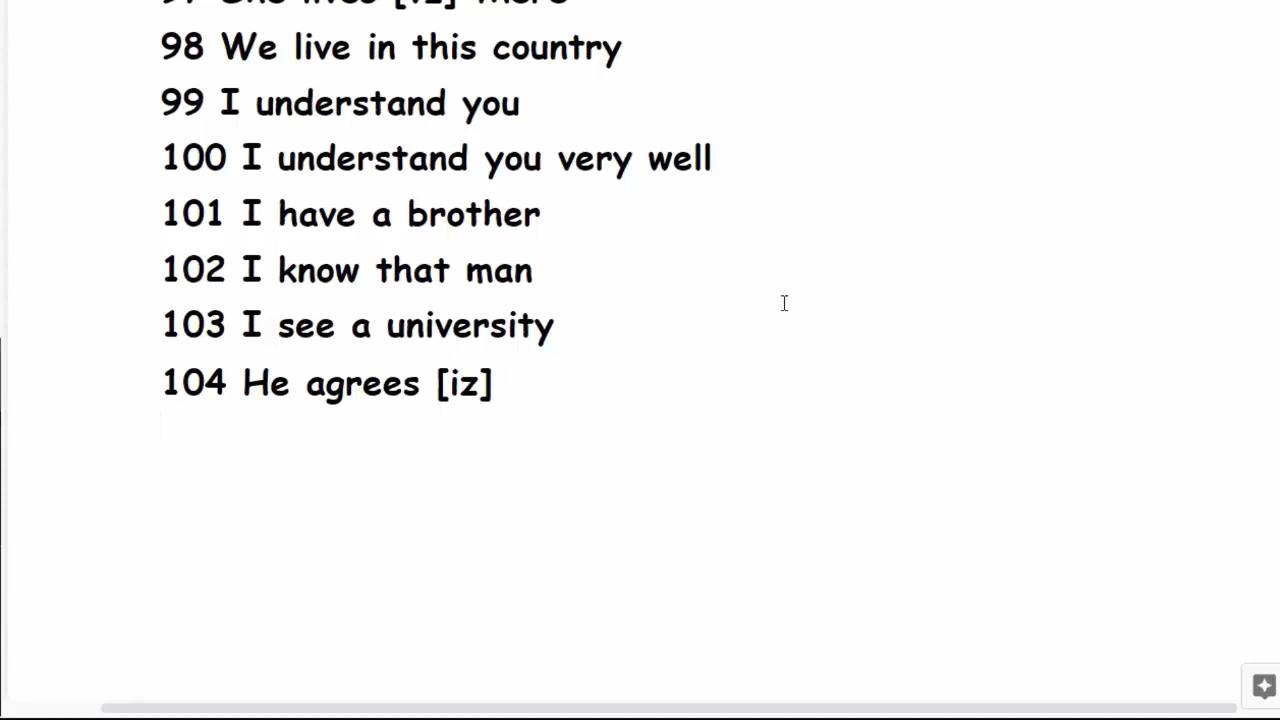 98 We live in this country
99 I understand you
100 I understand you very well
101 I have a brother
102 I know that man
103 I see a university
104 He agrees [iz]